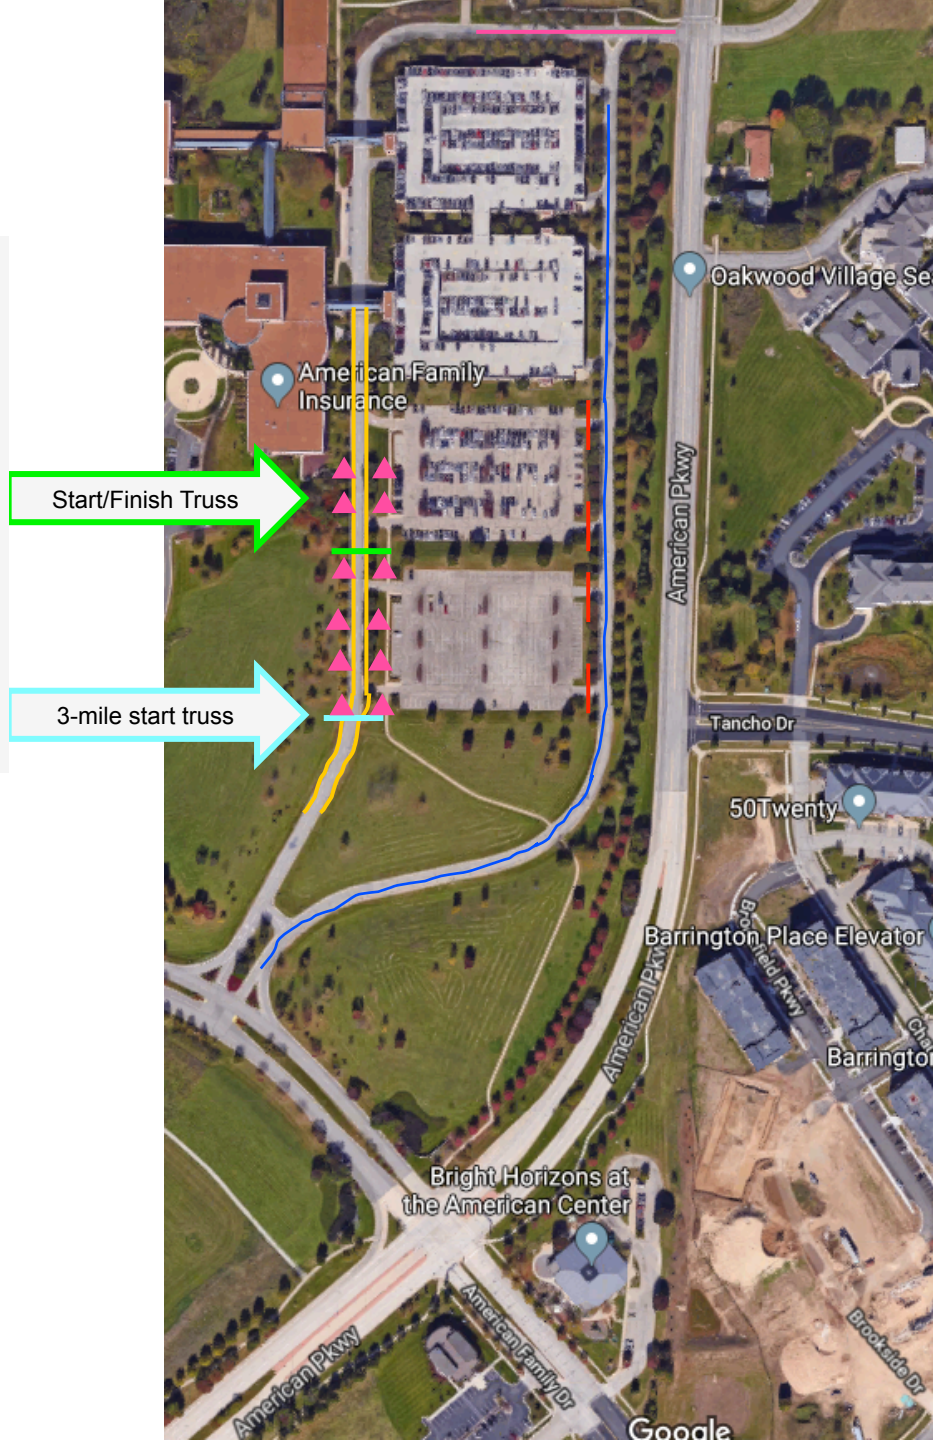 Oakwood Village Se
American Family
Insurance
American Pkwy
Start/Finish Truss
3-mile start truss
Tancho Dr
50Twenty
Brookfield Pkwy
Barrington Place Elevator
American Pkw
Cha
Barrington
Bright Horizons at
the American Center
American Pkwy
American Family Dr
Brookside Dr
Google